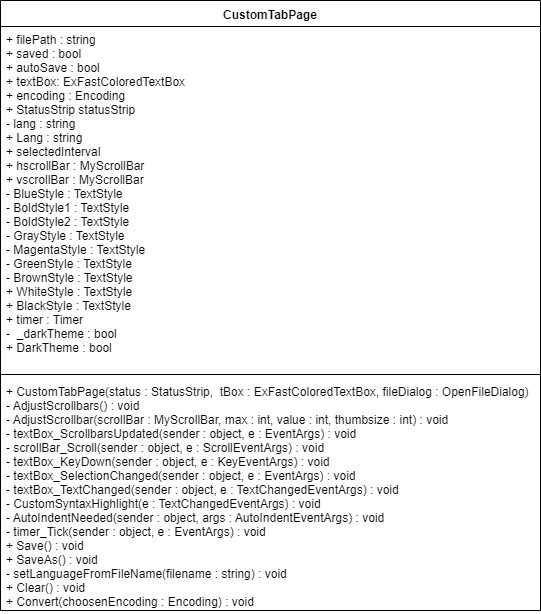 CustomTabPage
+ filePath : string
+ saved : bool
+ autoSave : bool
+ textBox: ExFastColoredTextBox
+ encoding : Encoding
+ StatusStrip statusStrip
- lang : string
+ Lang : string
+ selectedInterval
+ hscrollBar : MyScrollBar
+ vscrollBar : MyScrollBar
- BlueStyle : TextStyle
- BoldStyle1 : TextStyle
- BoldStyle2 : TextStyle
- GrayStyle : TextStyle
- MagentaStyle : TextStyle
- GreenStyle : TextStyle
- BrownStyle : TextStyle
+ WhiteStyle : TextStyle
+ BlackStyle : TextStyle
+ timer : Timer
- _darkTheme : bool
+ DarkTheme : bool
+ CustomTabPage(status : StatusStrip, tBox : ExFastColoredTextBox, fileDialog : OpenFileDialog)
- AdjustScrollbars() : void
- AdjustScrollbar(scrollBar : MyScrollBar, max : int, value : int, thumbsize : int) : void
- textBox_ScrollbarsUpdated(sender : object, e : EventArgs) : void
- scrollBar_Scroll(sender : object, e : ScrollEventArgs) : void
- textBox_KeyDown(sender : object, e : KeyEventArgs) : void
- textBox_SelectionChanged(sender : object, e : EventArgs) : void
- textBox_TextChanged(sender : object, e : TextChangedEventArgs) : void
- CustomSyntaxHighlight(e : TextChangedEventArgs) : void
- AutoIndentNeeded(sender : object, args : AutoIndentEventArgs) : void
- timer_Tick(sender : object, e : EventArgs) : void
+ Save() : void
+ SaveAs() : void
- setLanguageFromFileName(filename : string) : void
+ Clear() : void
+ Convert(choosenEncoding : Encoding) : void